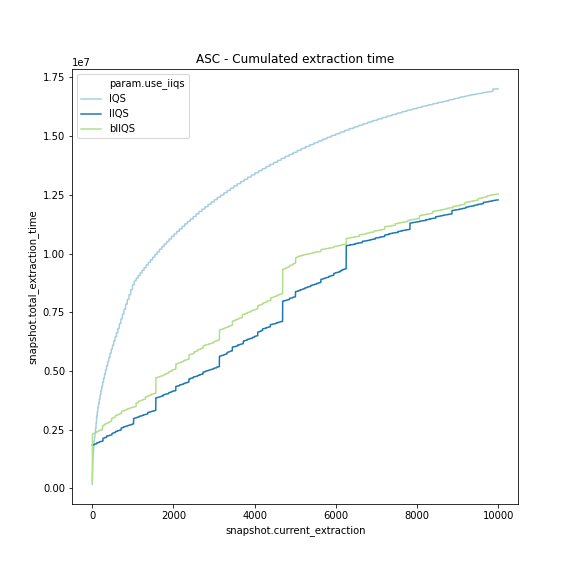 ASC - Cumulated extraction time
1e7
param.use_iiqs
IQS
IIQS
bIIQS
1.75
1.50
1.25
1.00
0.75
0.50
0.25
0.00
snapshot.total_extraction_time
0
2000
4000
6000
8000
10000
snapshot.current_extraction